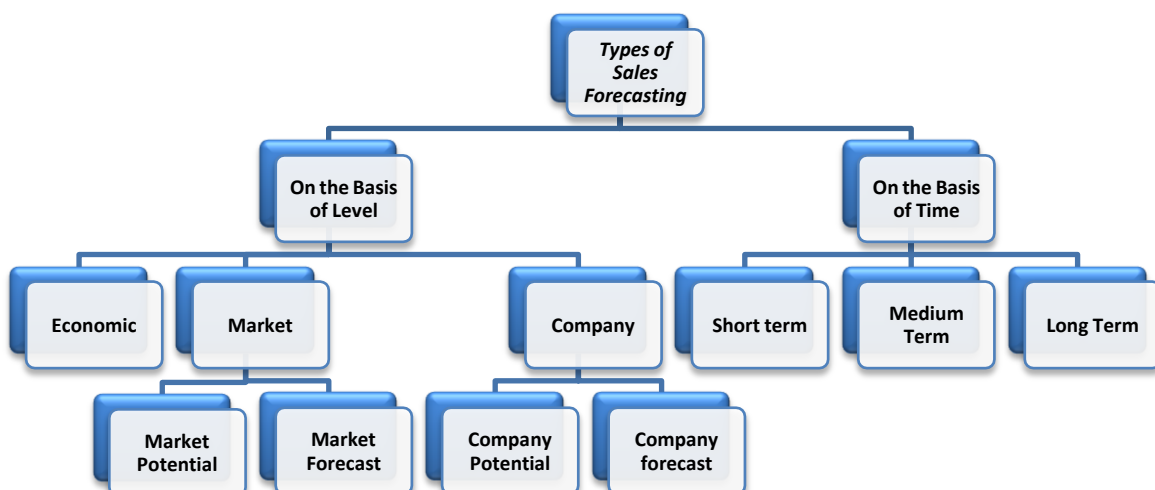 Types of
Sales
Forecasting
On the Basis
of Level
On the Basis
of Time
Economic
Market
Company
Short term
Medium
Term
Long Term
Market
Potential
Market
Forecast
Company
Potential
Company
forecast